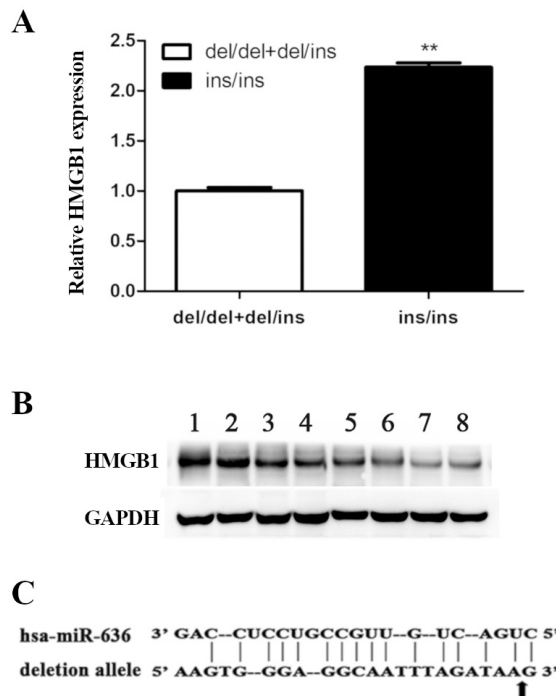 A
Relative HMGB1 expression
2.5
2.0
1.5
1.0
0.5
0.0
del/del+del/ins
ins/ins
**
del/del+del/ins ins/ins
B
1 2 3 4 5 6 7 8
HMGB1
GAPDH
C
hsa-miR-636 3' GAC--CUCCUGCCGUU--G--UC--AGUC 5'
deletion allele 5' AAGTG--GGA--GGCAATTTAGATAAG 3'